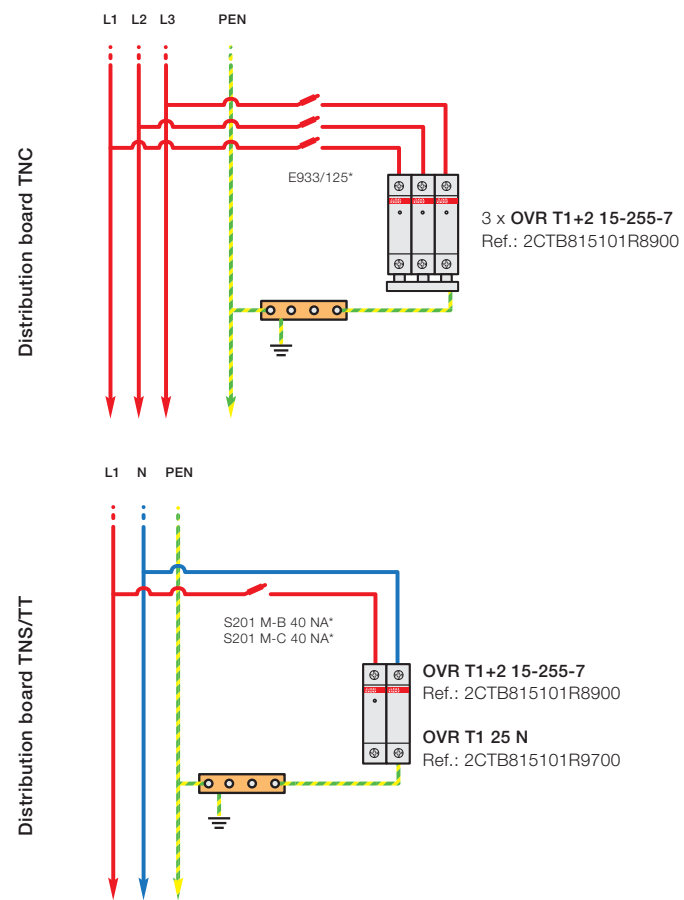 Distribution board TNC
L1 L2 L3 PEN
E933/125*
3 x OVR T1+2 15-255-7
Ref.: 2CTB815101R8900
Distribution board TNS/TT
L1 N PEN
S201 M-B 40 NA*
S201 M-C 40 NA*
OVR T1+2 15-255-7
Ref.: 2CTB815101R8900
OVR T1 25 N
Ref.: 2CTB815101R9700